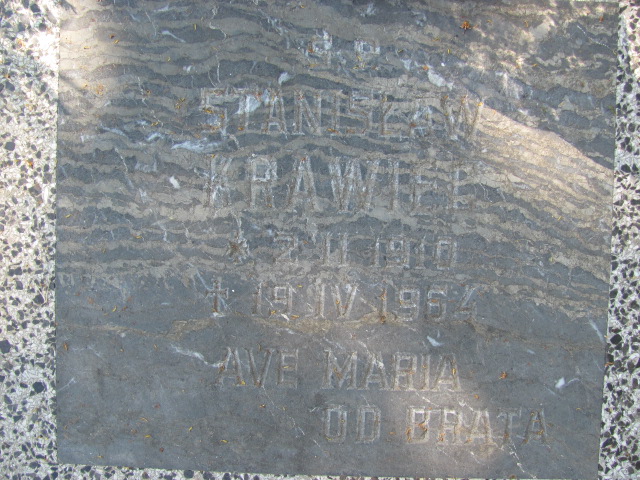 STANISŁAW
KRAWIEC
* 2 II 1910
† 19 IV 1964
AVE MARIA
OD BRATA